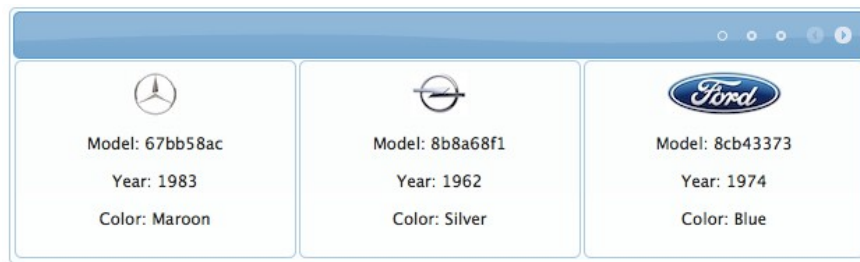 Model: 67bb58ac
Year: 1983
Color: Maroon
Model: 8b8a68f1
Year: 1962
Color: Silver
Ford
Model: 8cb43373
Year: 1974
Color: Blue